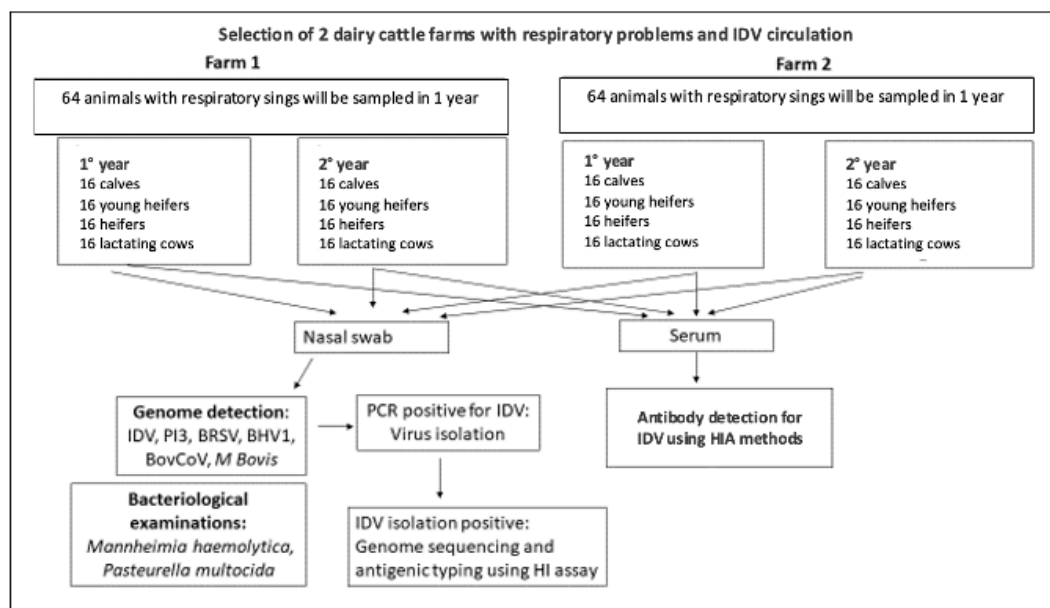 Selection of 2 dairy cattle farms with respiratory problems and IDV circulation
Farm 1
64 animals with respiratory sings will be sampled in 1 year
1° year
16 calves
16 young heifers
16 heifers
16 lactating cows
2° year
16 calves
16 young heifers
16 heifers
16 lactating cows
Farm 2
64 animals with respiratory sings will be sampled in 1 year
1° year
16 calves
16 young heifers
16 heifers
16 lactating cows
2° year
16 calves
16 young heifers
16 heifers
16 lactating cows
Nasal swab
Serum
Genome detection:
IDV, PI3, BRSV, BHV1,
BovCoV, M Bovis
PCR positive for IDV:
Virus isolation
Antibody detection for
IDV using HIA methods
Bacteriological
examinations:
Mannheimia haemolytica,
Pasteurella multocida
IDV isolation positive:
Genome sequencing and
antigenic typing using HI assay